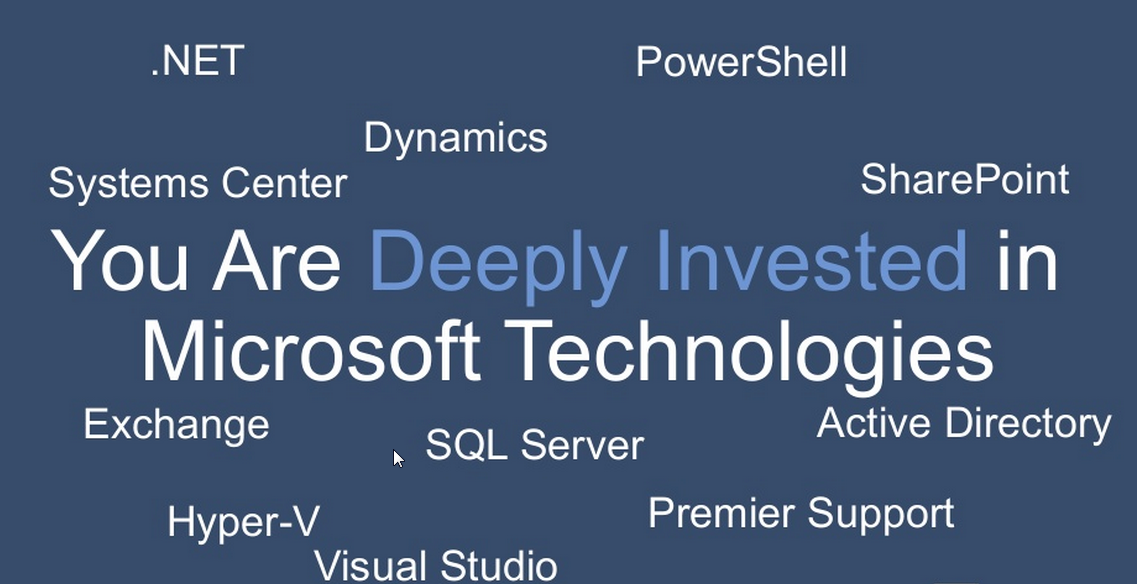 .NET
PowerShell
Dynamics
Systems Center
SharePoint
You Are Deeply Invested in
Microsoft Technologies
Exchange
Active Directory
SQL Server
Hyper-V
Premier Support
Visual Studio